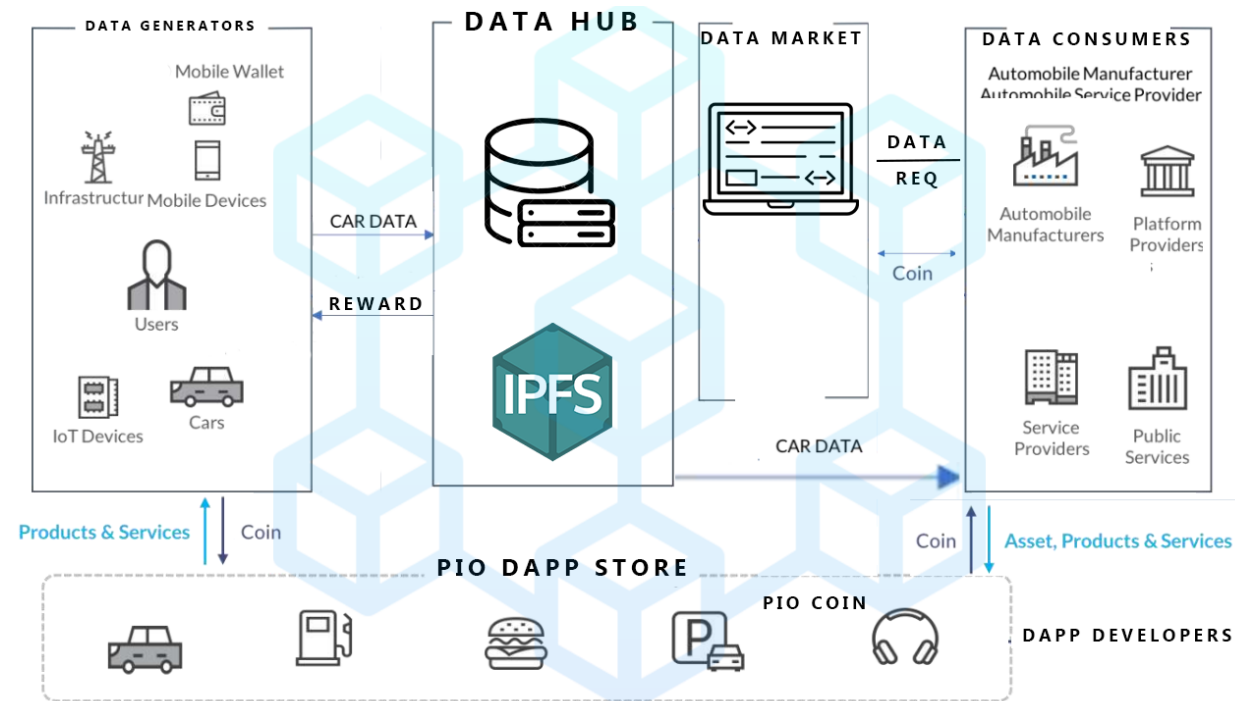 DATA GENERATORS
Mobile Wallet
Infrastructur
Mobile Devices
Users
IoT Devices
Cars
CAR DATA
REWARD
DATA HUB
IPFS
DATA MARKET
DATA
REQ
Coin
CAR DATA
DATA CONSUMERS
Automobile Manufacturer
Automobile Service Provider
Automobile
Manufacturers
Platform
Providers
Service
Providers
Public
Services
Products & Services
Coin
Coin
Asset, Products & Services
PIO DAPP STORE
P
PIO COIN
DAPP DEVELOPERS